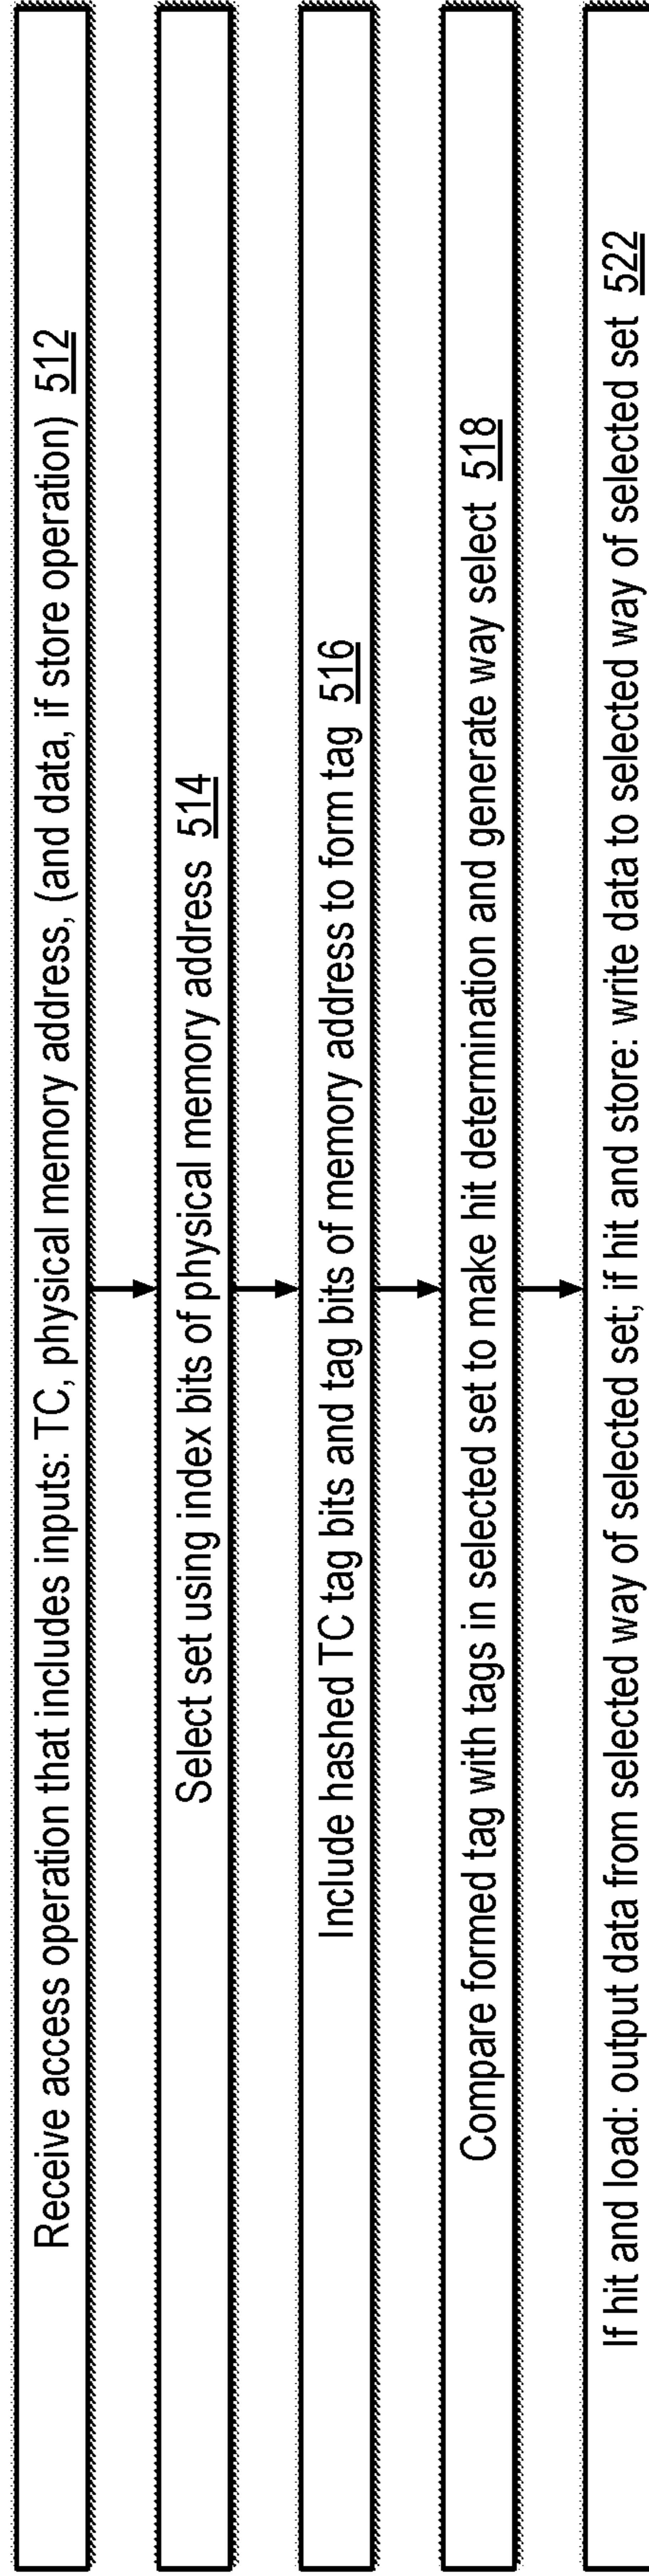 Receive access operation that includes inputs: TC, physical memory address, (and data, if store operation) 512
Select set using index bits of physical memory address 514
Include hashed TC tag bits and tag bits of memory address to form tag 516
Compare formed tag with tags in selected set to make hit determination and generate way select 518
If hit and load: output data from selected way of selected set; if hit and store: write data to selected way of selected set 522